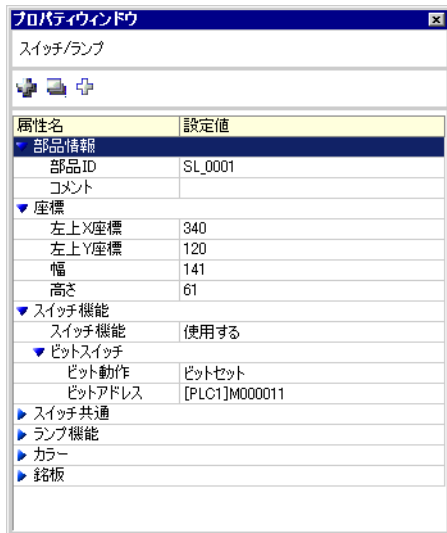 プロパティウィンドウ
スイッチ/ランプ
属性名 設定値
部品情報
部品ID SL_0001
コメント
座標
左上X座標 340
左上Y座標 120
幅 141
高さ 61
スイッチ機能
スイッチ機能 使用する
ビットスイッチ
ビット動作 ビットセット
ビットアドレス [PLC1]M000011
スイッチ共通
ランプ機能
カラー
銘板